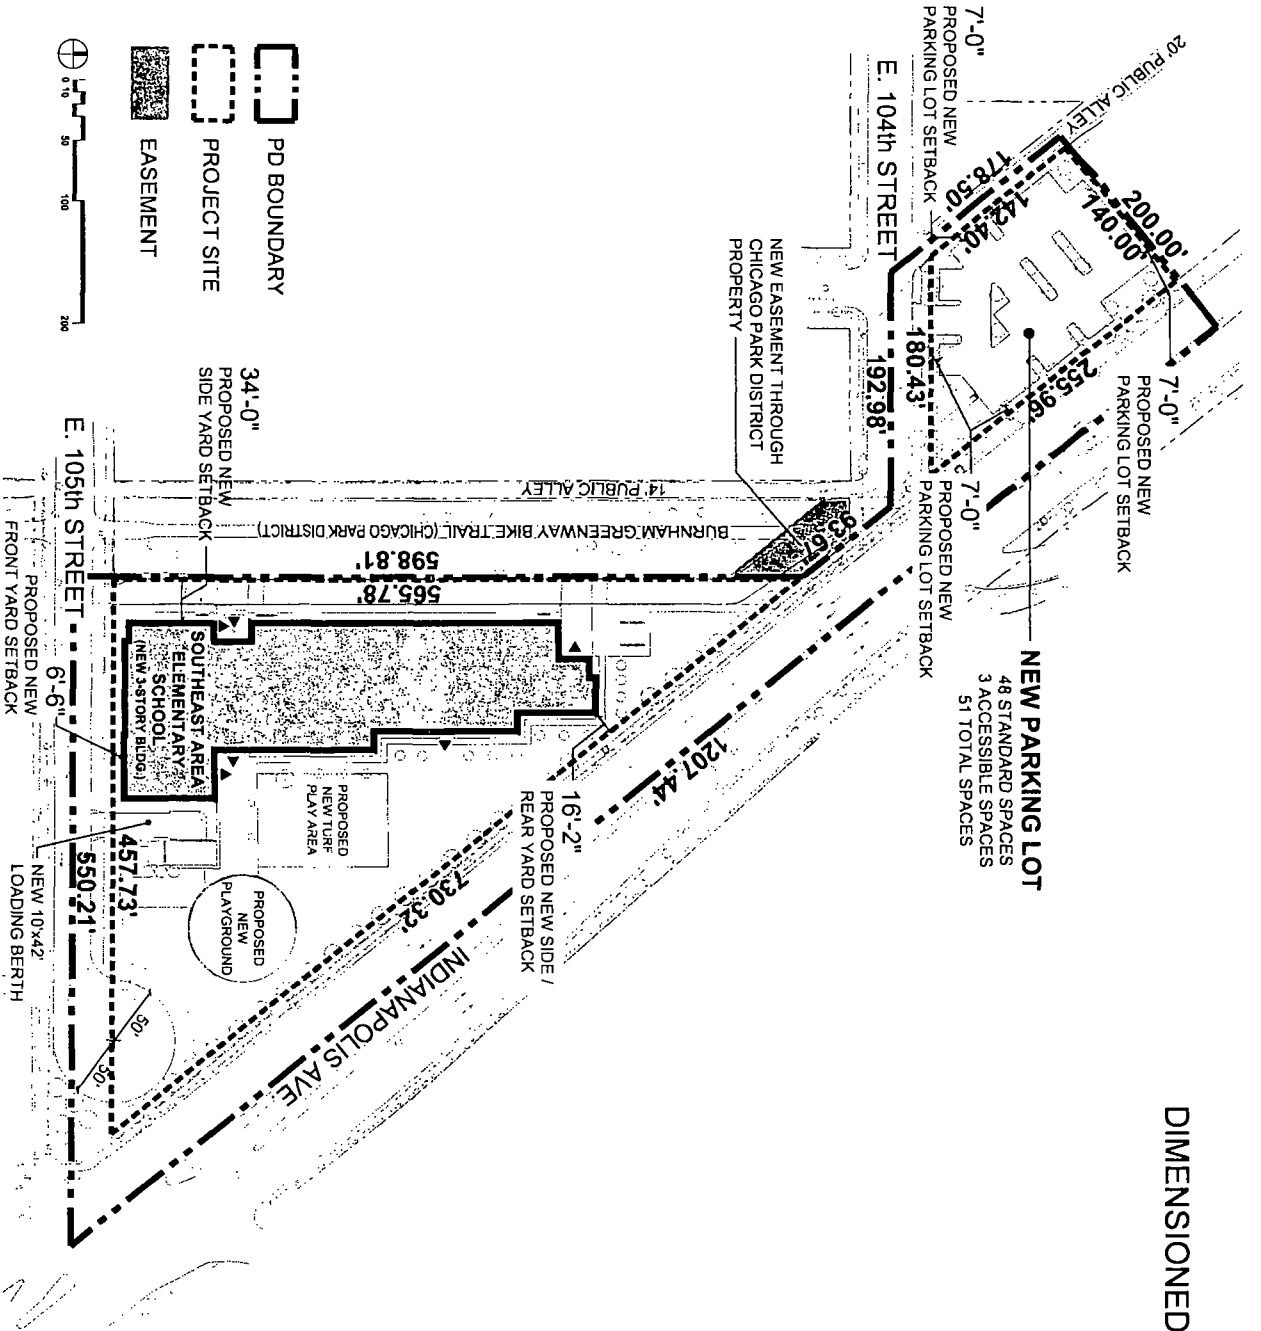 DIMENSIONED
20' PUBLIC ALLEY
7'-0"
PROPOSED NEW
PARKING LOT SETBACK
E. 104th STREET
178.50'
142.40'
200.00'
140.00'
7'-0"
PROPOSED NEW
PARKING LOT SETBACK
255.96'
180.43'
192.98'
7'-0"
PROPOSED NEW
PARKING LOT SETBACK
NEW PARKING LOT
48 STANDARD SPACES
3 ACCESSIBLE SPACES
51 TOTAL SPACES
NEW EASEMENT THROUGH
CHICAGO PARK DISTRICT
PROPERTY
93.67'
14' PUBLIC ALLEY
BURNHAM GREENWAY BIKE TRAIL (CHICAGO PARK DISTRICT)
598.81'
565.78'
34'-0"
PROPOSED NEW
SIDE YARD SETBACK
1207.44'
730.32'
INDIANAPOLIS AVE
16'-2"
PROPOSED NEW SIDE /
REAR YARD SETBACK
SOUTHEAST AREA
ELEMENTARY
SCHOOL
(NEW 3-STORY BLDG.)
PROPOSED
NEW TURF
PLAY AREA
PROPOSED
NEW
PLAYGROUND
E. 105th STREET
6'-6"
PROPOSED NEW
FRONT YARD SETBACK
457.73'
550.21'
NEW 10'x42'
LOADING BERTH
50'
50'
PD BOUNDARY
PROJECT SITE
EASEMENT
0 10 50 100 200